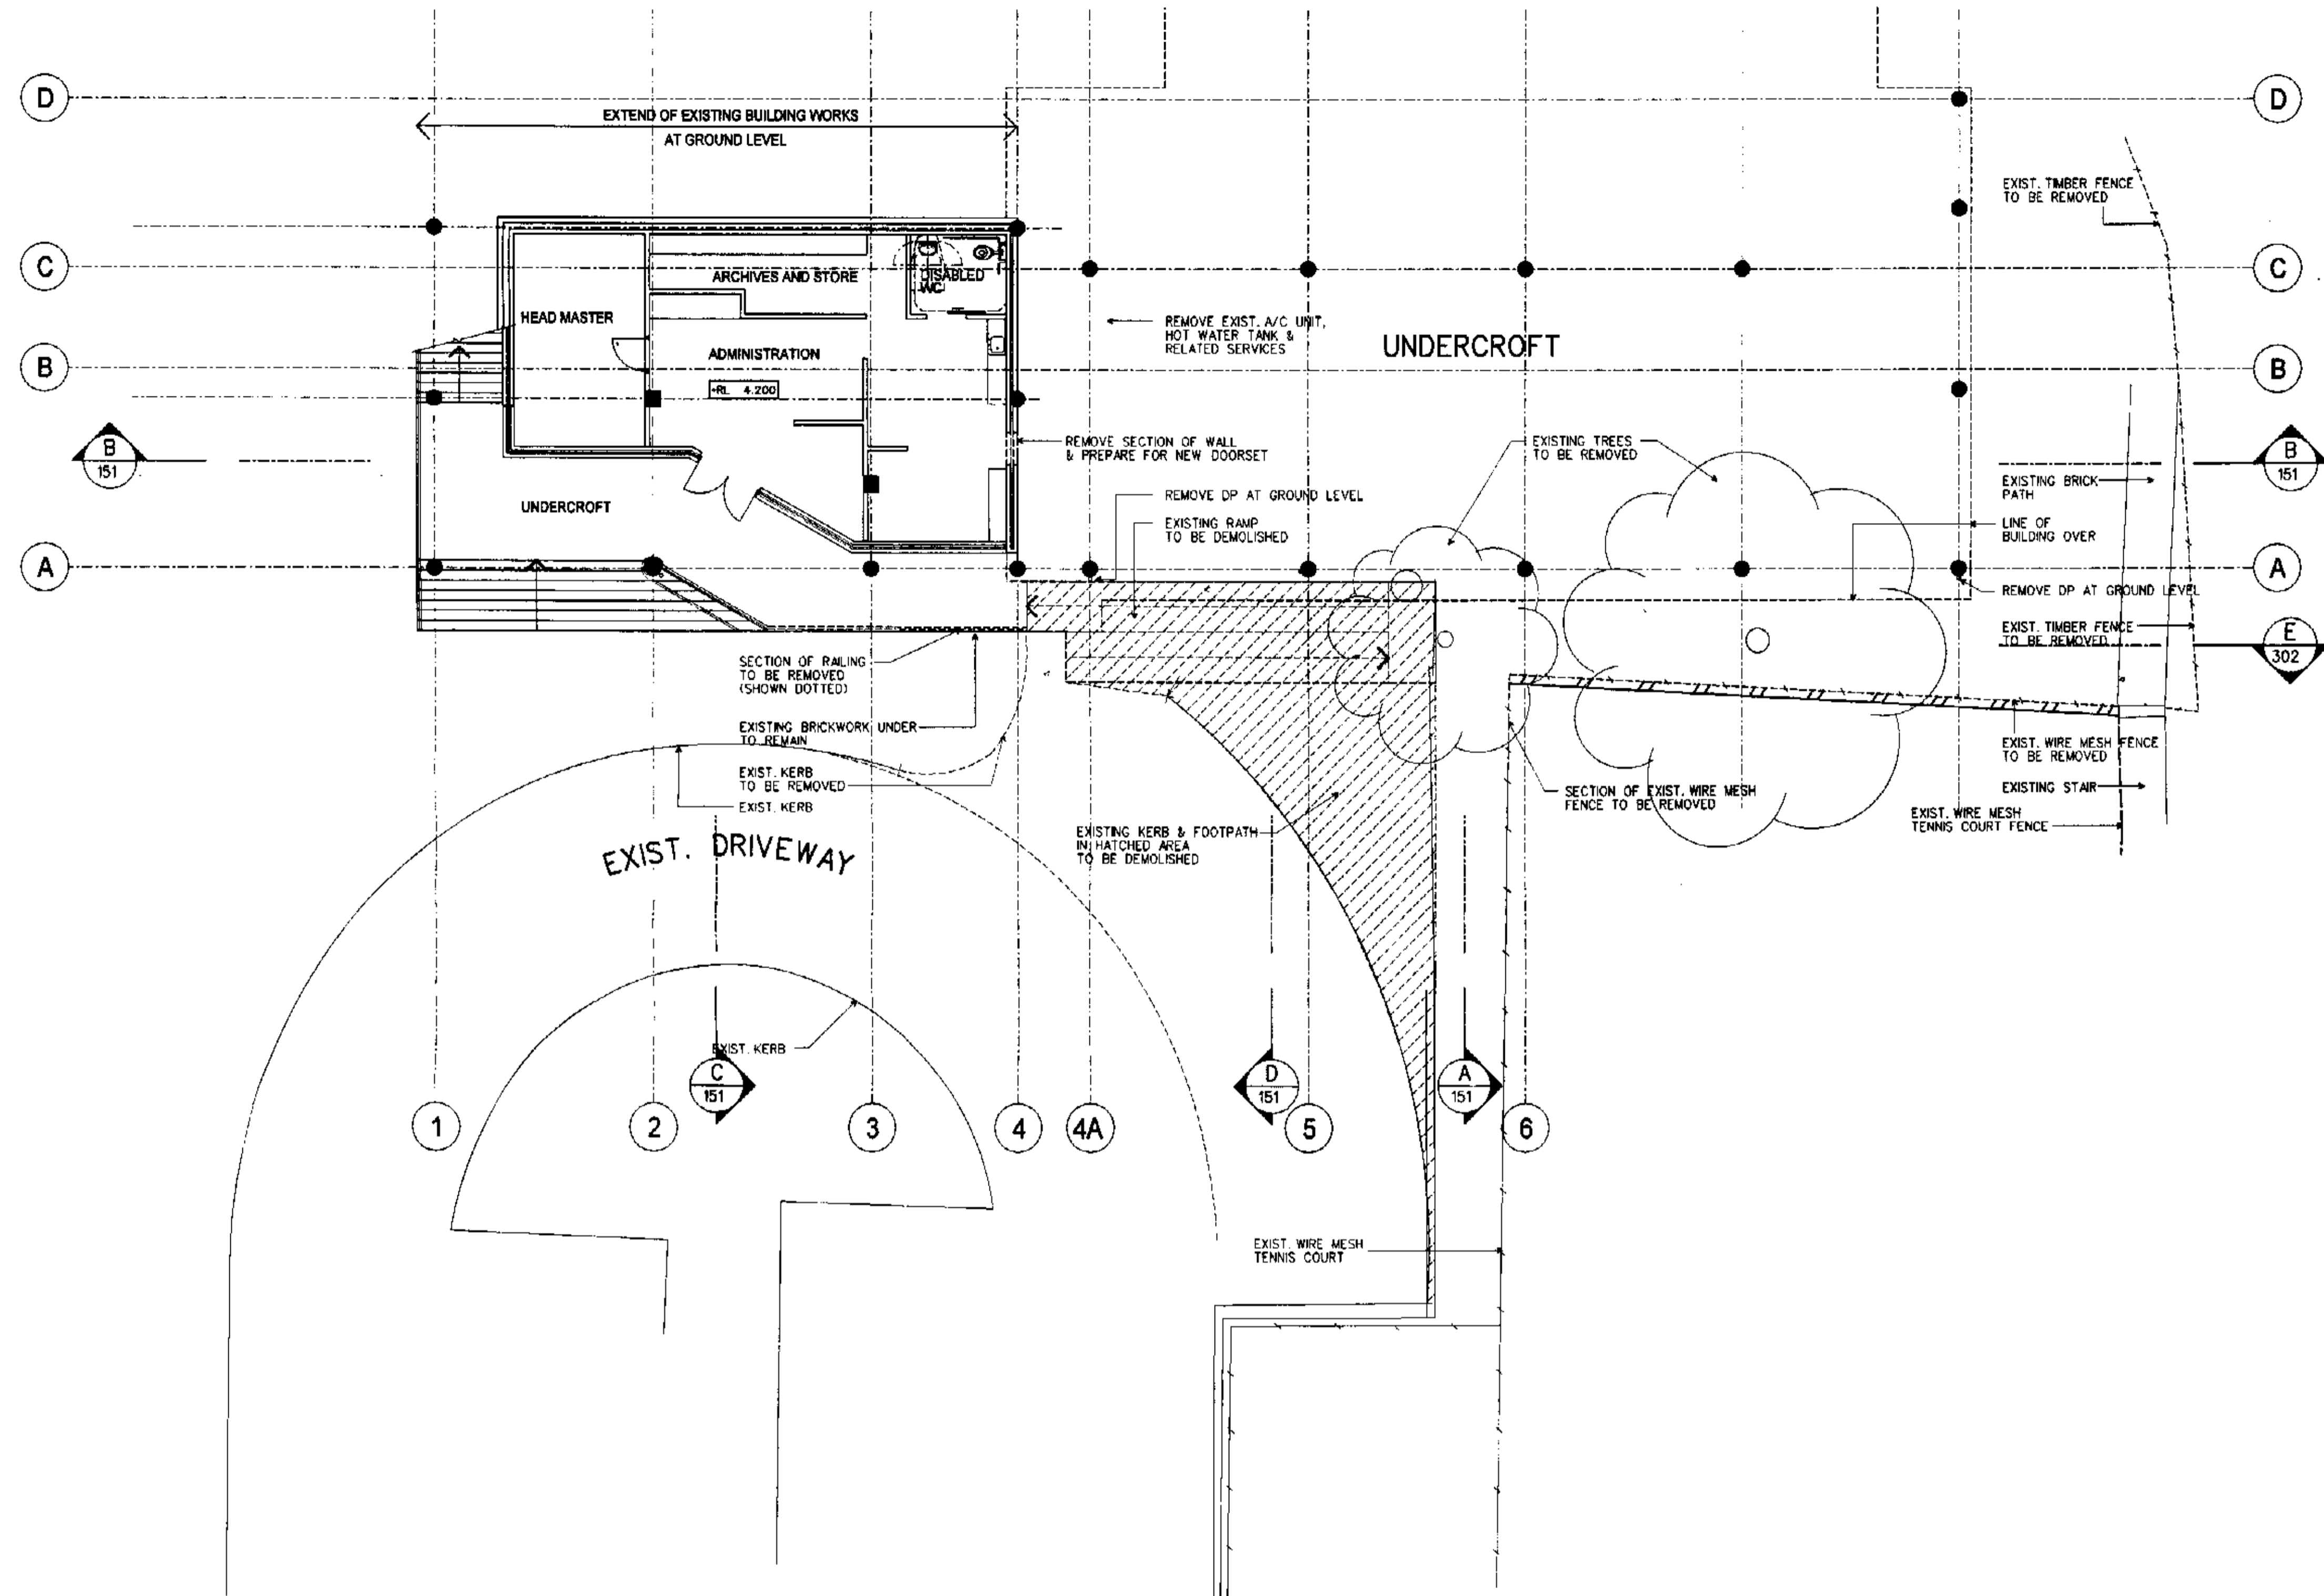 D
D
EXTEND OF EXISTING BUILDING WORKS
AT GROUND LEVEL
EXIST. TIMBER FENCE
TO BE REMOVED
C
C
ARCHIVES AND STORE
DISABLED
WC
HEAD MASTER
REMOVE EXIST. A/C UNIT,
HOT WATER TANK &
RELATED SERVICES
UNDERCROFT
ADMINISTRATION
B
B
+RL 4.200
B
151
REMOVE SECTION OF WALL
& PREPARE FOR NEW DOORSET
EXISTING TREES
TO BE REMOVED
B
151
EXISTING BRICK
PATH
UNDERCROFT
REMOVE DP AT GROUND LEVEL
EXISTING RAMP
TO BE DEMOLISHED
LINE OF
BUILDING OVER
A
A
REMOVE DP AT GROUND LEVEL
EXIST. TIMBER FENCE
TO BE REMOVED
E
302
SECTION OF RAILING
TO BE REMOVED
(SHOWN DOTTED)
EXISTING BRICKWORK UNDER
TO REMAIN
EXIST. KERB
TO BE REMOVED
EXIST. KERB
EXIST. WIRE MESH FENCE
TO BE REMOVED
EXISTING STAIR
SECTION OF EXIST. WIRE MESH
FENCE TO BE REMOVED
EXIST. WIRE MESH
TENNIS COURT FENCE
EXISTING KERB & FOOTPATH
IN HATCHED AREA
TO BE DEMOLISHED
EXIST. DRIVEWAY
EXIST. KERB
C
151
D
151
A
151
1
2
3
4
4A
5
6
EXIST. WIRE MESH
TENNIS COURT